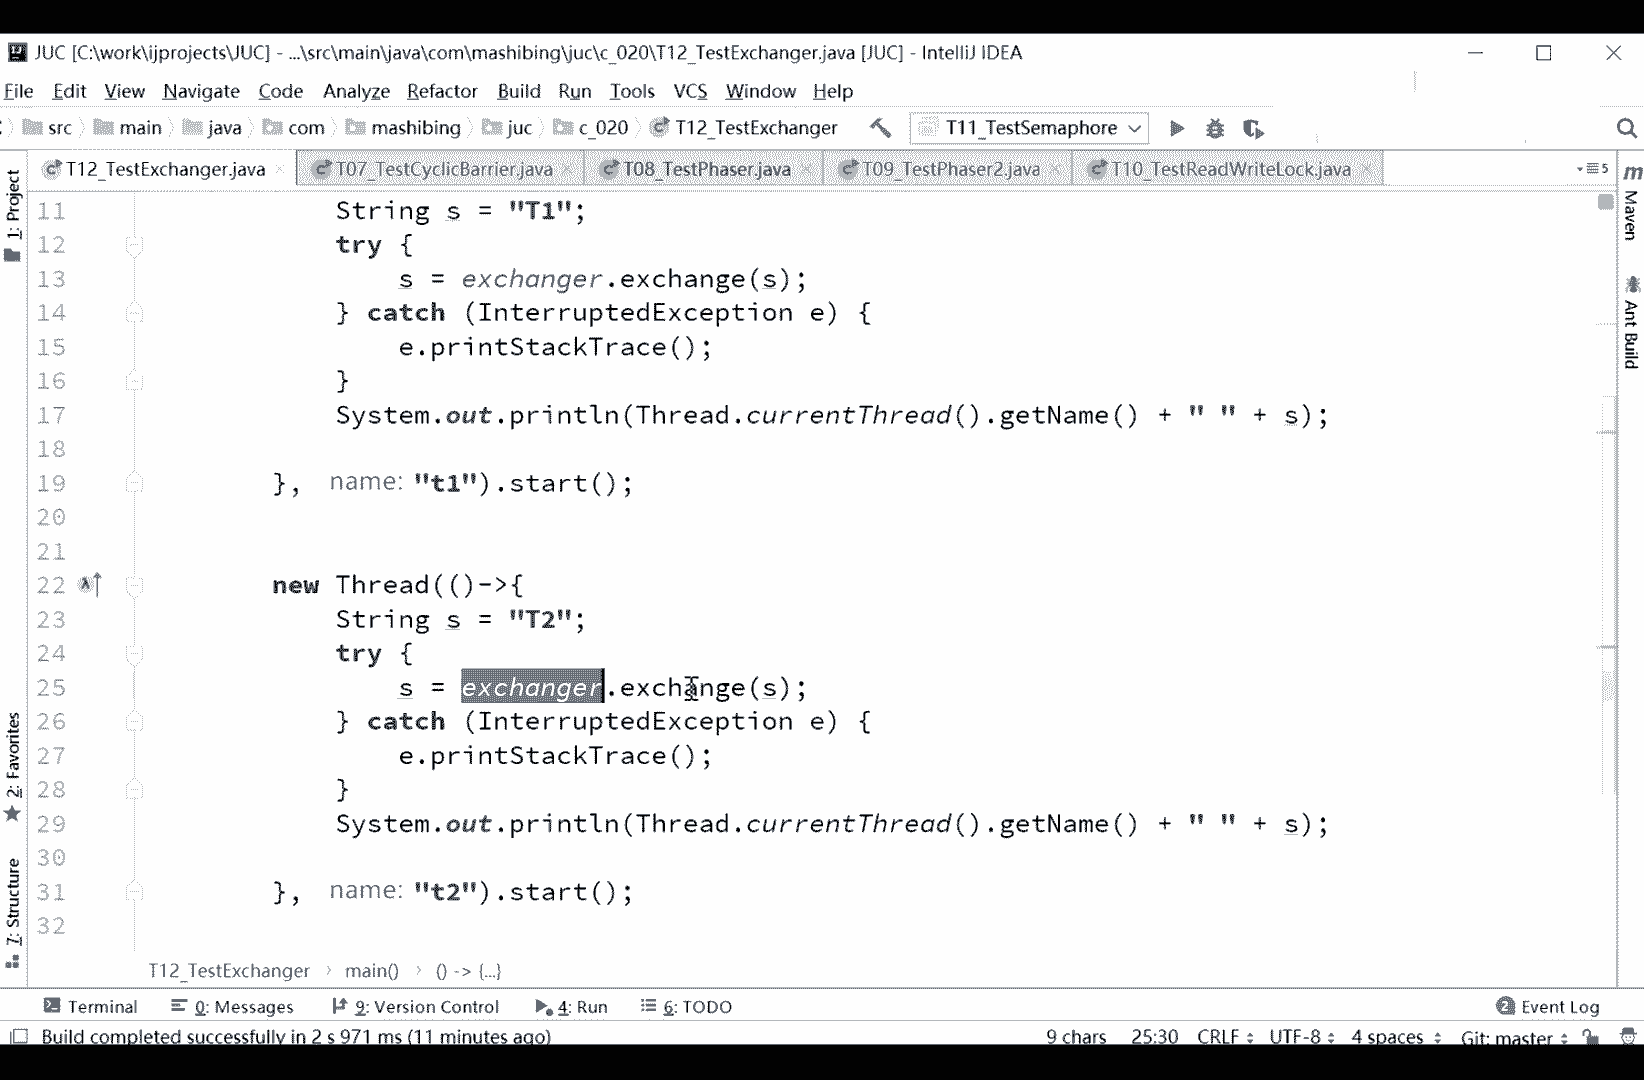 JUC [C:\work\ijprojects\JUC] - ...\src\main\java\com\mashibing\juc\c_020\T12_TestExchanger.java [JUC] - IntelliJ IDEA
File Edit View Navigate Code Analyze Refactor Build Run Tools VCS Window Help
src main java com mashibing juc c_020 T12_TestExchanger T11_TestSemaphore
T12_TestExchanger.java T07_TestCyclicBarrier.java T08_TestPhaser.java T09_TestPhaser2.java T10_TestReadWriteLock.java 5
1: Project
2: Favorites
7: Structure
Maven
Ant Build
11 String s = "T1";
12 try {
13 s = exchanger.exchange(s);
14 } catch (InterruptedException e) {
15 e.printStackTrace();
16 }
17 System.out.println(Thread.currentThread().getName() + " " + s);
18
19 }, name: "t1").start();
20
21
22 new Thread(()->{
23 String s = "T2";
24 try {
25 s = exchanger.exchange(s);
26 } catch (InterruptedException e) {
27 e.printStackTrace();
28 }
29 System.out.println(Thread.currentThread().getName() + " " + s);
30
31 }, name: "t2").start();
32
T12_TestExchanger › main() › () -> {...}
Terminal 0: Messages 9: Version Control 4: Run 6: TODO 2 Event Log
Build completed successfully in 2 s 971 ms (11 minutes ago) 9 chars 25:30 CRLF UTF-8 4 spaces Git: master